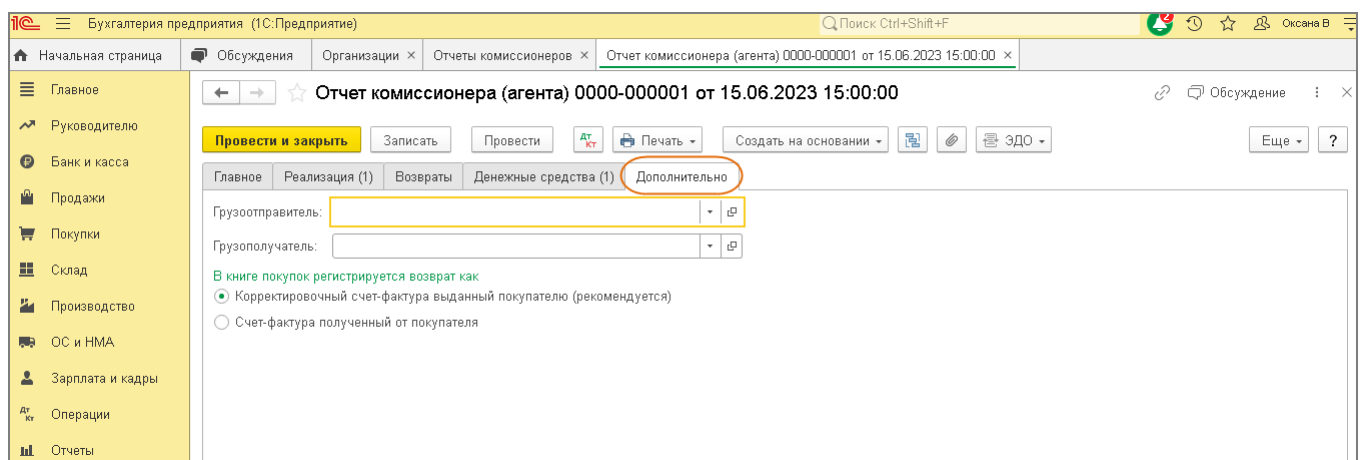 1С Бухгалтерия предприятия (1С:Предприятие) Поиск Ctrl+Shift+F 2 Оксана В
Начальная страница Обсуждения Организации × Отчеты комиссионеров × Отчет комиссионера (агента) 0000-000001 от 15.06.2023 15:00:00 ×
Главное
Руководителю
Банк и касса
Продажи
Покупки
Склад
Производство
ОС и НМА
Зарплата и кадры
Операции
Отчеты
Отчет комиссионера (агента) 0000-000001 от 15.06.2023 15:00:00 Обсуждение
Провести и закрыть Записать Провести Дт Кт Печать Создать на основании ЭДО Еще ?
Главное Реализация (1) Возвраты Денежные средства (1) Дополнительно
Грузоотправитель:
Грузополучатель:
В книге покупок регистрируется возврат как
Корректировочный счет-фактура выданный покупателю (рекомендуется)
Счет-фактура полученный от покупателя